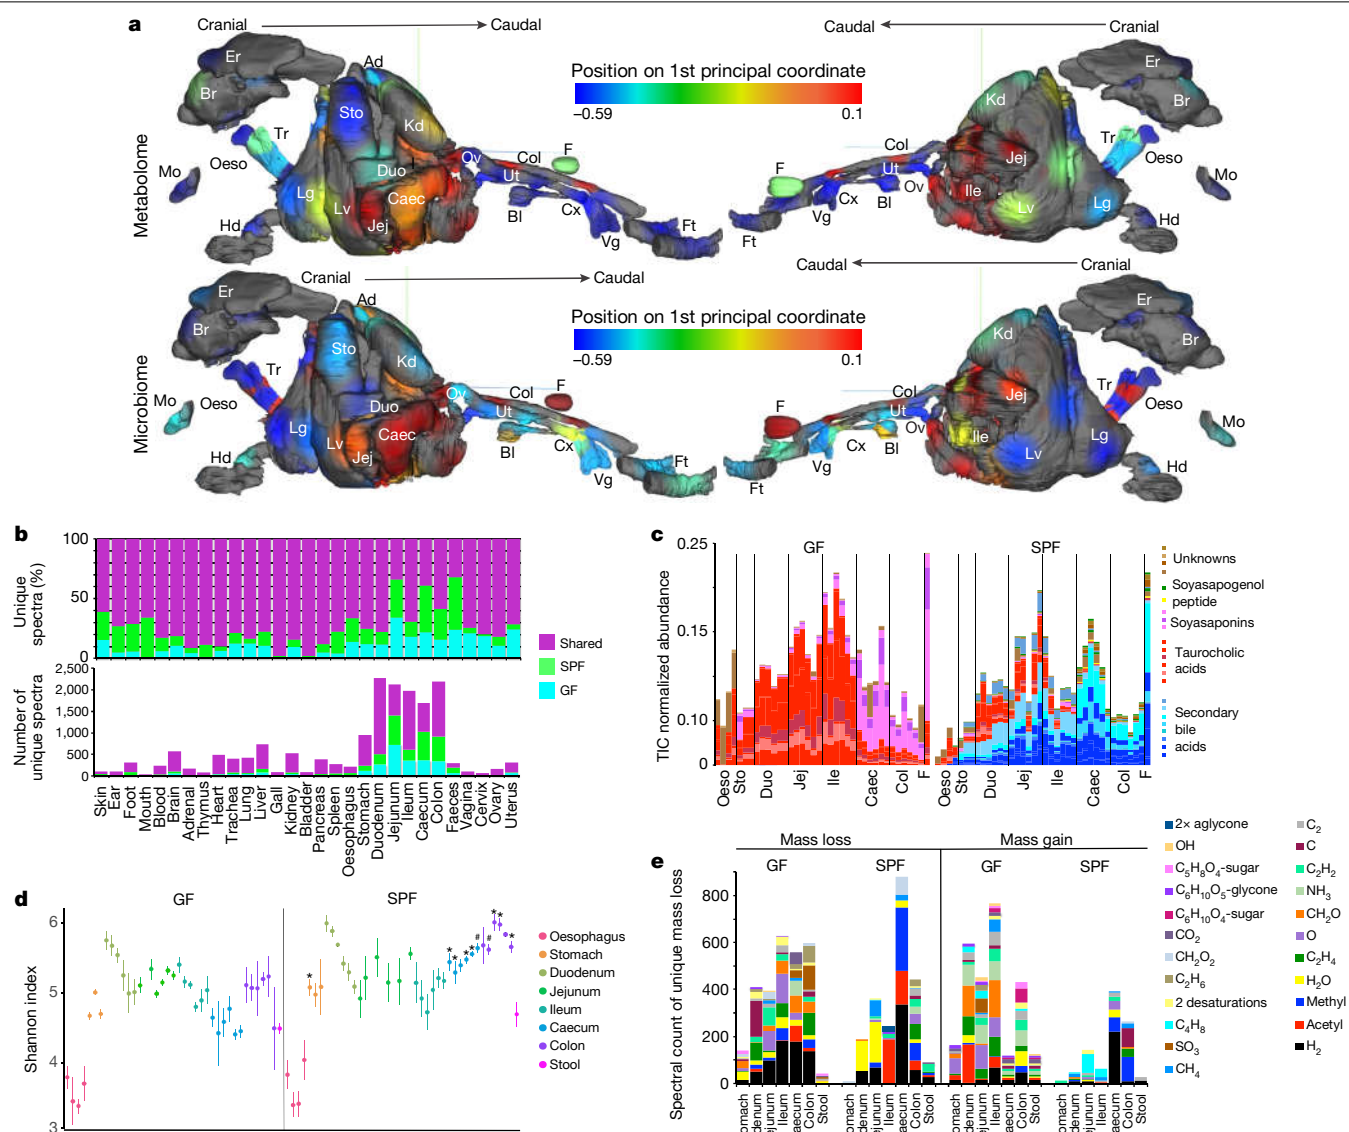 a
Cranial
Caudal
Caudal
Cranial
Position on 1st principal coordinate
−0.59
0.1
Metabolome
Er
Br
Ad
Sto
Kd
Tr
Oeso
Mo
Lg
Hd
Lv
Duo
Caec
Jej
Ov
Col
F
Ut
Bl
Cx
Vg
Ft
Kd
Er
Br
Jej
Tr
Oeso
Mo
Col
F
Ut
Ov
Ile
Lv
Lg
Hd
Vg
Cx
Bl
Ft
Cranial
Caudal
Caudal
Cranial
Position on 1st principal coordinate
−0.59
0.1
Microbiome
Er
Br
Ad
Sto
Kd
Tr
Oeso
Mo
Lg
Hd
Lv
Duo
Caec
Jej
Ov
Col
F
Ut
Bl
Cx
Vg
Ft
Kd
Er
Br
Jej
Tr
Oeso
Mo
Col
F
Ut
Ov
Ile
Lv
Lg
Hd
Vg
Cx
Bl
Ft
b
Unique
spectra (%)
100
50
0
Number of
unique spectra
2,500
2,000
1,500
1,000
500
0
Shared
SPF
GF
Skin
Ear
Foot
Mouth
Blood
Brain
Adrenal
Thymus
Heart
Trachea
Lung
Liver
Gall
Kidney
Bladder
Pancreas
Spleen
Oesophagus
Stomach
Duodenum
Jejunum
Ileum
Caecum
Colon
Faeces
Vagina
Cervix
Ovary
Uterus
c
GF
SPF
TIC normalized abundance
0.25
0.15
0.10
0
Oeso
Sto
Duo
Jej
Ile
Caec
Col
F
Oeso
Sto
Duo
Jej
Ile
Caec
Col
F
Unknowns
Soyasapogenol
peptide
Soyasaponins
Taurocholic
acids
Secondary
bile
acids
d
GF
SPF
Shannon index
6
5
4
3
* * * * * # # * * *
Oesophagus
Stomach
Duodenum
Jejunum
Ileum
Caecum
Colon
Stool
e
Mass loss
Mass gain
GF
SPF
GF
SPF
Spectral count of unique mass loss
800
600
400
200
0
Stool
Colon
Ileum
Stool
Colon
Ileum
Stool
Colon
Ileum
Stool
Colon
Ileum
2× aglycone
OH
C5H8O4-sugar
C6H10O5-glycone
C6H10O4-sugar
CO2
CH2O2
C2H6
2 desaturations
C4H8
SO3
CH4
C2
C
C2H2
NH3
CH2O
O
C2H4
H2O
Methyl
Acetyl
H2